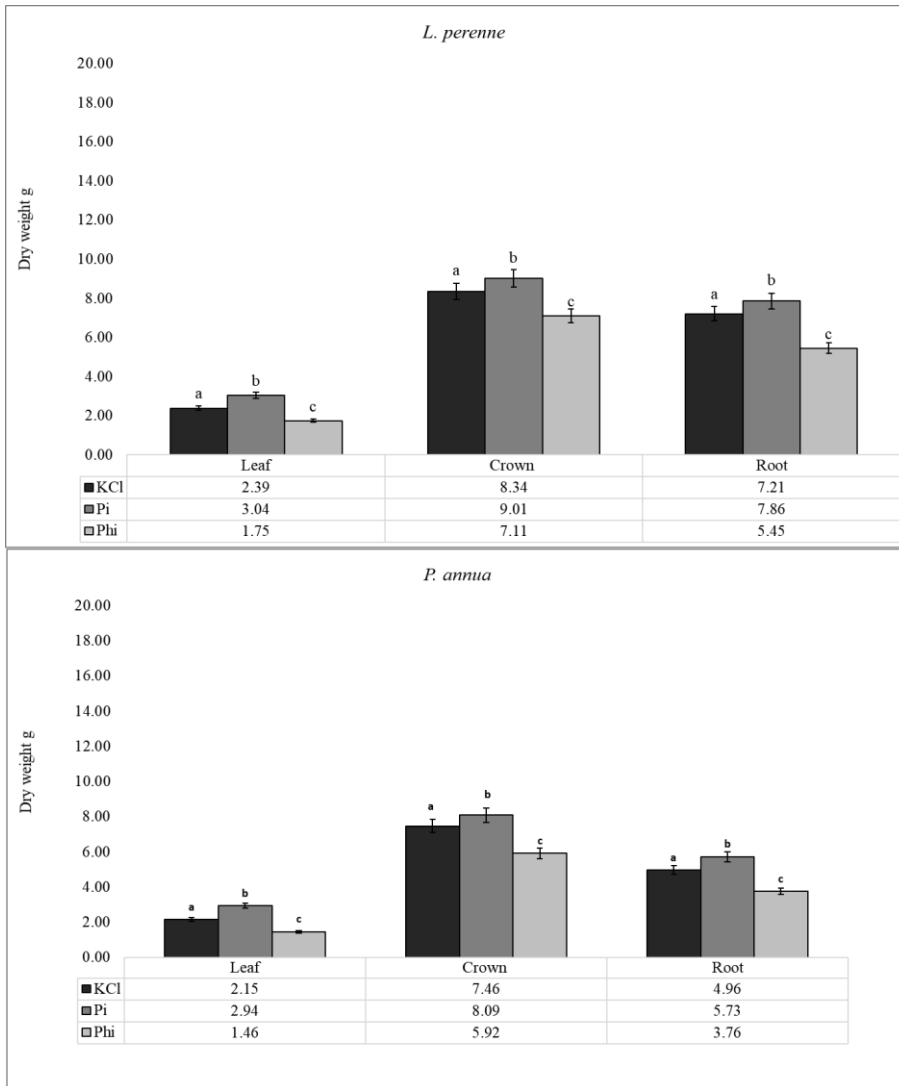 L. perenne
20.00
18.00
16.00
14.00
12.00
10.00
8.00
6.00
4.00
2.00
0.00
Dry weight g
a b c
a b c
a b c
Leaf Crown Root
KCl 2.39 8.34 7.21
Pi 3.04 9.01 7.86
Phi 1.75 7.11 5.45
P. annua
20.00
18.00
16.00
14.00
12.00
10.00
8.00
6.00
4.00
2.00
0.00
Dry weight g
a b c
a b c
a b c
Leaf Crown Root
KCl 2.15 7.46 4.96
Pi 2.94 8.09 5.73
Phi 1.46 5.92 3.76